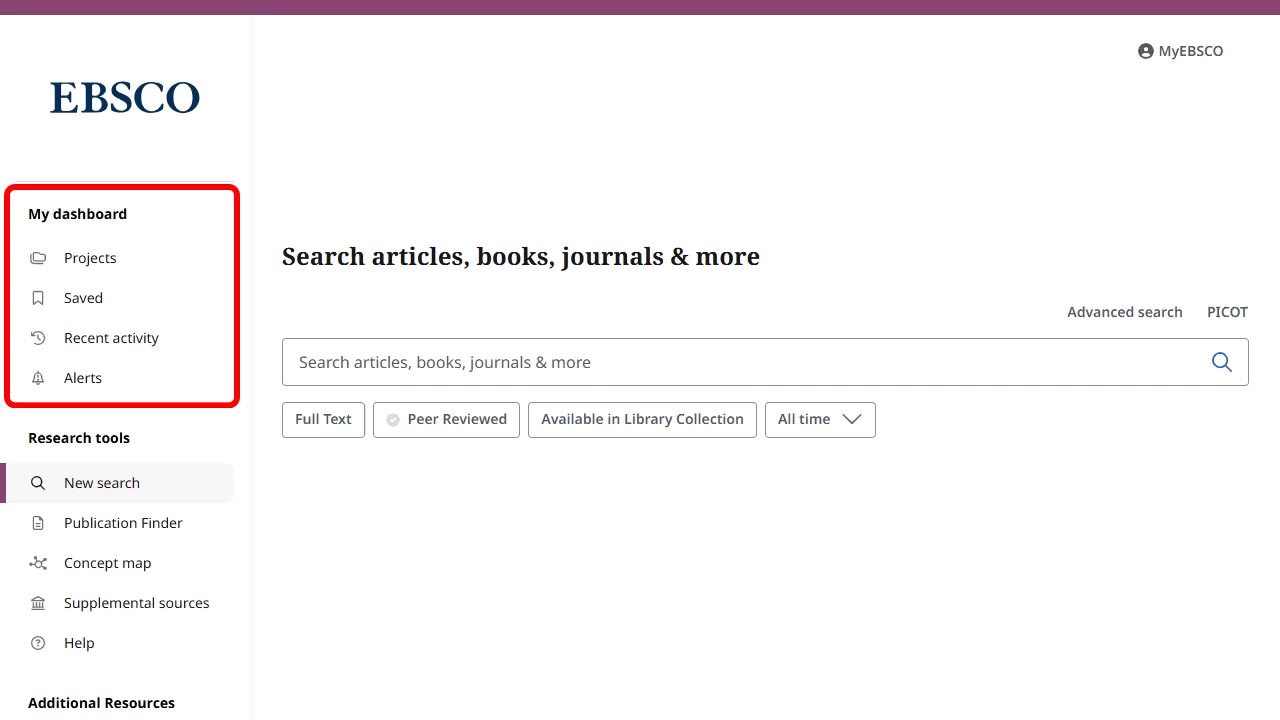 MyEBSCO
EBSCO
My dashboard
Projects
Saved
Recent activity
Alerts
Research tools
New search
Publication Finder
Concept map
Supplemental sources
Help
Additional Resources
Search articles, books, journals & more
Advanced search PICOT
Search articles, books, journals & more
Full Text Peer Reviewed Available in Library Collection All time